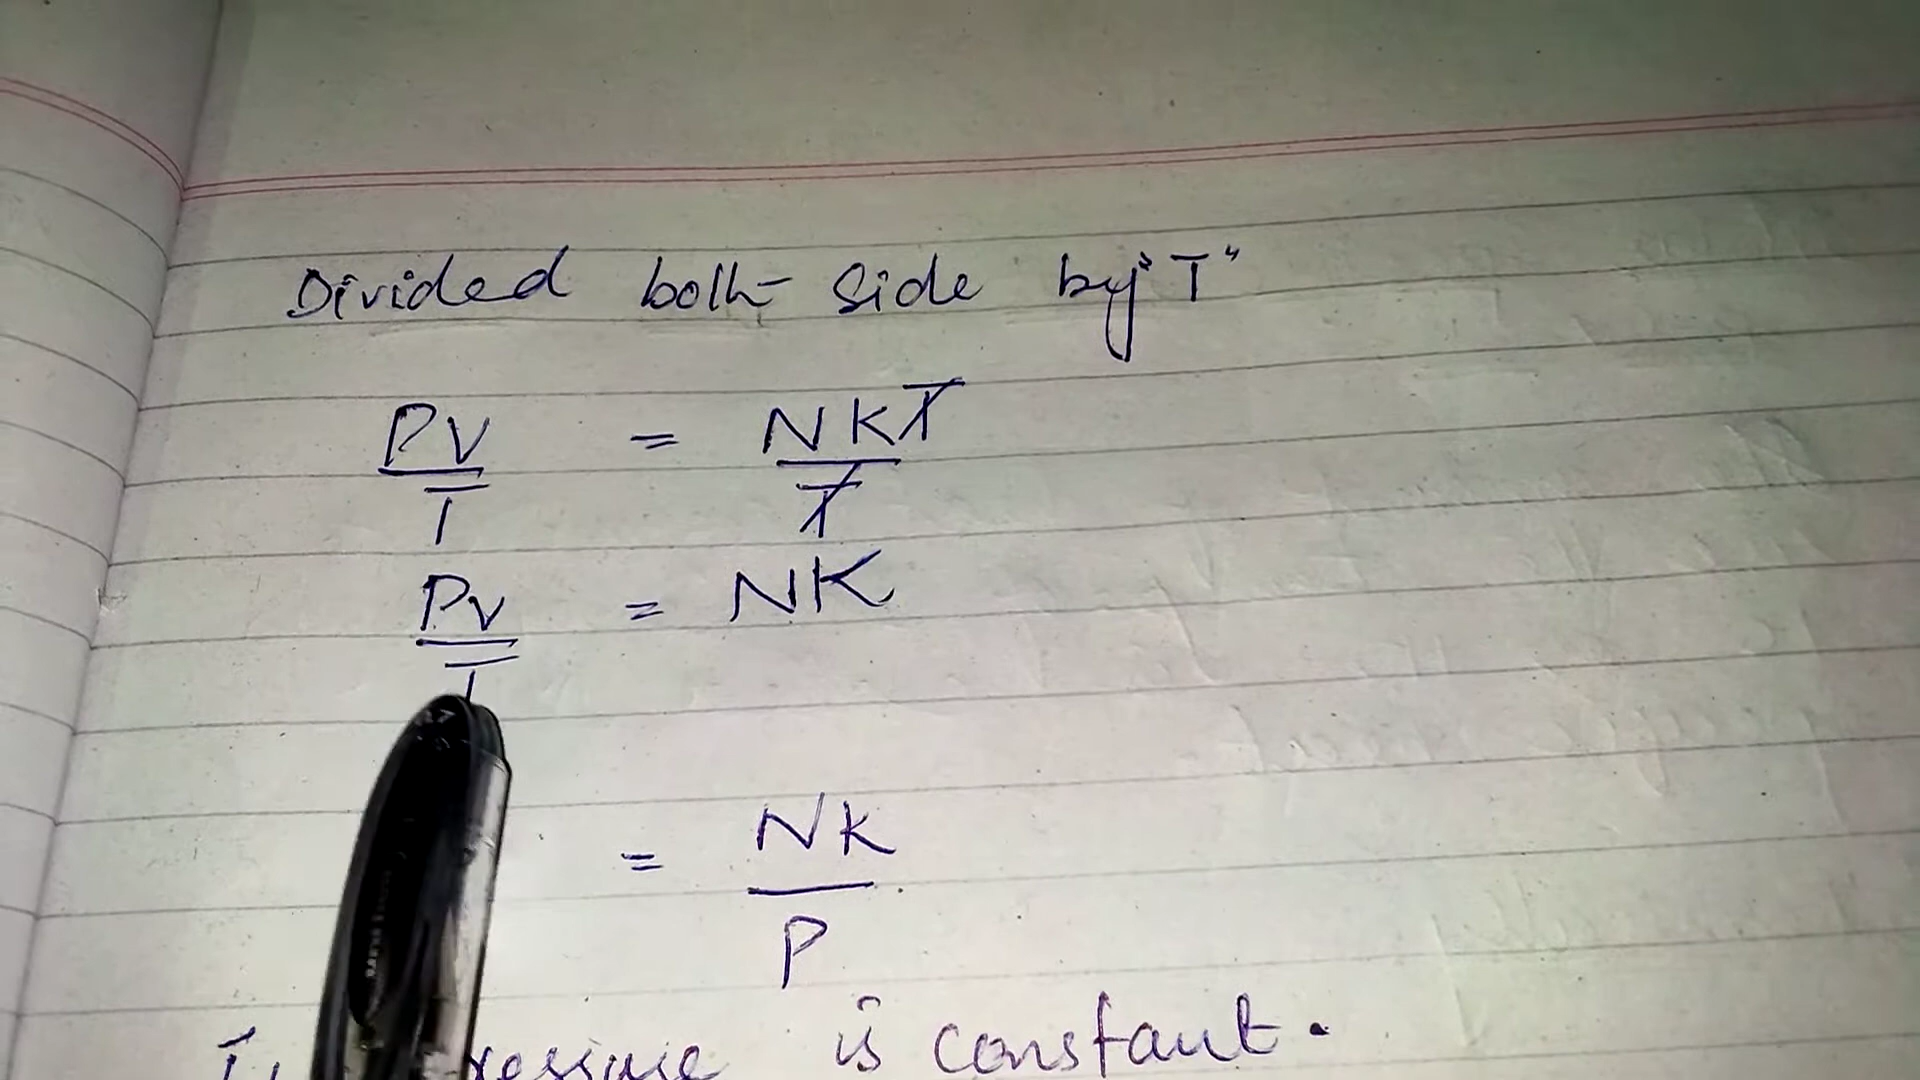 Divided both side by "T"
PV/T = NKT/T
PV/T = NK
= NK/P
is constant.